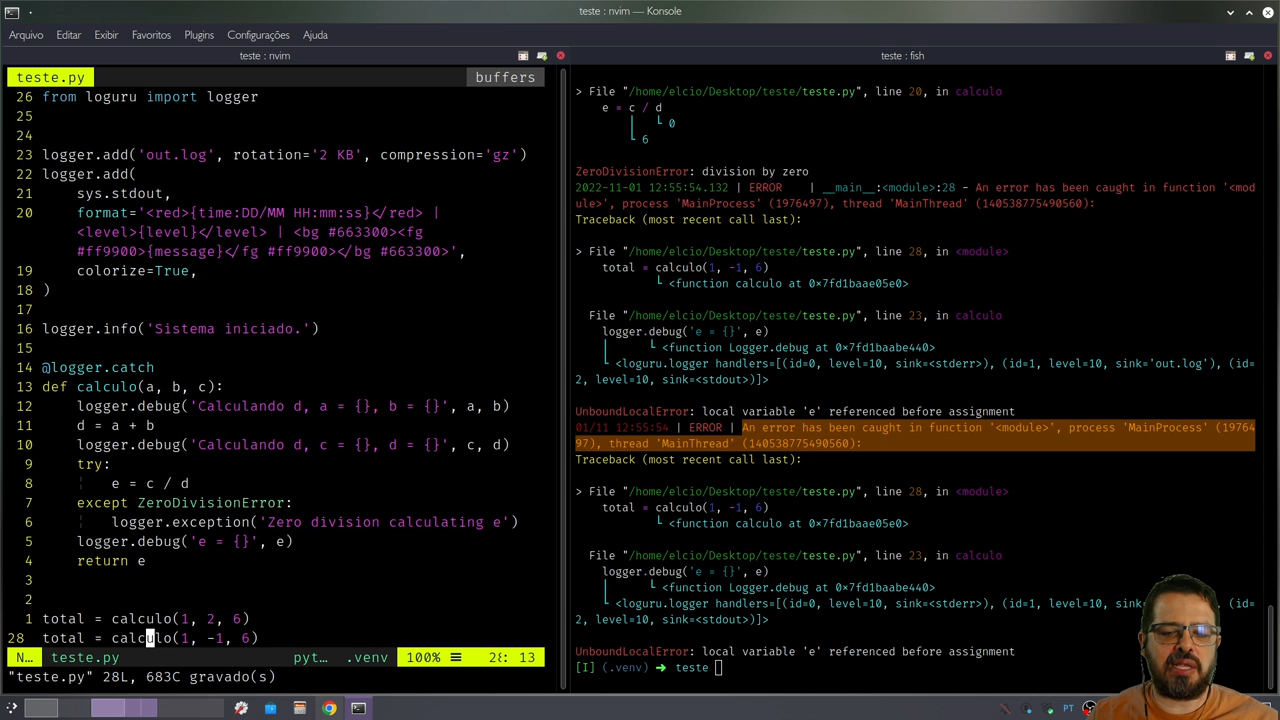 teste : nvim — Konsole
Arquivo Editar Exibir Favoritos Plugins Configurações Ajuda
teste : nvim
teste.py buffers
26 from loguru import logger
25
24
23 logger.add('out.log', rotation='2 KB', compression='gz')
22 logger.add(
21 sys.stdout,
20 format='<red>{time:DD/MM HH:mm:ss}</red> |
<level>{level}</level> | <bg #663300><fg
#ff9900>{message}</fg #ff9900></bg #663300>',
19 colorize=True,
18 )
17
16 logger.info('Sistema iniciado.')
15
14 @logger.catch
13 def calculo(a, b, c):
12 logger.debug('Calculando d, a = {}, b = {}', a, b)
11 d = a + b
10 logger.debug('Calculando d, c = {}, d = {}', c, d)
9 try:
8 e = c / d
7 except ZeroDivisionError:
6 logger.exception('Zero division calculating e')
5 logger.debug('e = {}', e)
4 return e
3
2
1 total = calculo(1, 2, 6)
28 total = calculo(1, -1, 6)
N… teste.py pyt… .venv 100% 28: 13
"teste.py" 28L, 683C gravado(s)
teste : fish
> File "/home/elcio/Desktop/teste/teste.py", line 20, in calculo
e = c / d
0
6
ZeroDivisionError: division by zero
2022-11-01 12:55:54.132 | ERROR | __main__:<module>:28 - An error has been caught in function '<mod
ule>', process 'MainProcess' (1976497), thread 'MainThread' (140538775490560):
Traceback (most recent call last):
> File "/home/elcio/Desktop/teste/teste.py", line 28, in <module>
total = calculo(1, -1, 6)
<function calculo at 0x7fd1baae05e0>
File "/home/elcio/Desktop/teste/teste.py", line 23, in calculo
logger.debug('e = {}', e)
<function Logger.debug at 0x7fd1baabe440>
<loguru.logger handlers=[(id=0, level=10, sink=<stderr>), (id=1, level=10, sink='out.log'), (id=
2, level=10, sink=<stdout>)]>
UnboundLocalError: local variable 'e' referenced before assignment
01/11 12:55:54 | ERROR | An error has been caught in function '<module>', process 'MainProcess' (19764
97), thread 'MainThread' (140538775490560):
Traceback (most recent call last):
> File "/home/elcio/Desktop/teste/teste.py", line 28, in <module>
total = calculo(1, -1, 6)
<function calculo at 0x7fd1baae05e0>
File "/home/elcio/Desktop/teste/teste.py", line 23, in calculo
logger.debug('e = {}', e)
<function Logger.debug at 0x7fd1baabe440>
<loguru.logger handlers=[(id=0, level=10, sink=<stderr>), (id=1, level=10, sink='out.log'), (id=
2, level=10, sink=<stdout>)]>
UnboundLocalError: local variable 'e' referenced before assignment
[I] (.venv) ➜ teste
PT